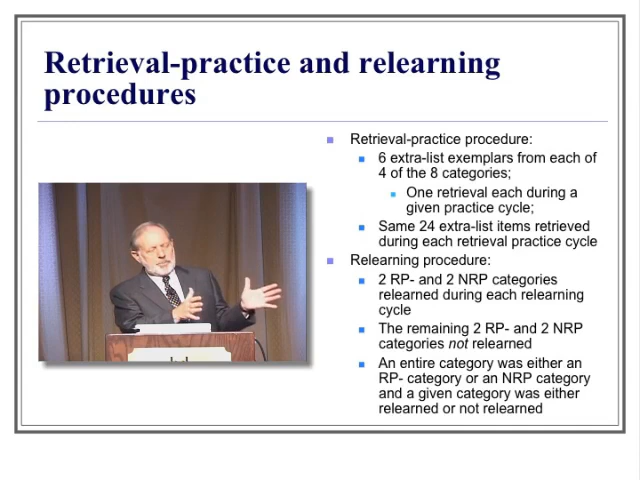 Retrieval-practice and relearning
procedures
Retrieval-practice procedure:
6 extra-list exemplars from each of
4 of the 8 categories;
One retrieval each during a
given practice cycle;
Same 24 extra-list items retrieved
during each retrieval practice cycle
Relearning procedure:
2 RP- and 2 NRP categories
relearned during each relearning
cycle
The remaining 2 RP- and 2 NRP
categories not relearned
An entire category was either an
RP- category or an NRP category
and a given category was either
relearned or not relearned